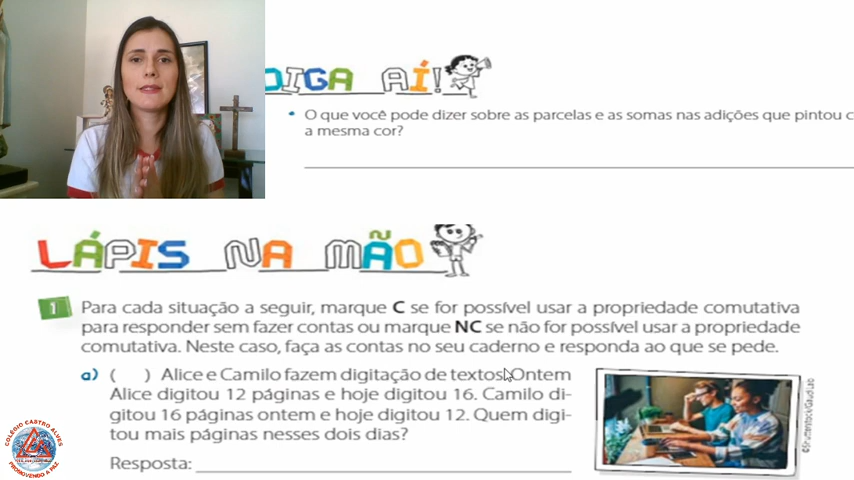 DIGA AÍ!
• O que você pode dizer sobre as parcelas e as somas nas adições que pintou c
a mesma cor?
LÁPIS NA MÃO
1 Para cada situação a seguir, marque C se for possível usar a propriedade comutativa
para responder sem fazer contas ou marque NC se não for possível usar a propriedade
comutativa. Neste caso, faça as contas no seu caderno e responda ao que se pede.
a) ( ) Alice e Camilo fazem digitação de textos. Ontem
Alice digitou 12 páginas e hoje digitou 16. Camilo di-
gitou 16 páginas ontem e hoje digitou 12. Quem digi-
tou mais páginas nesses dois dias?
Resposta:
COLÉGIO CASTRO ALVES
PROMOVENDO A PAZ